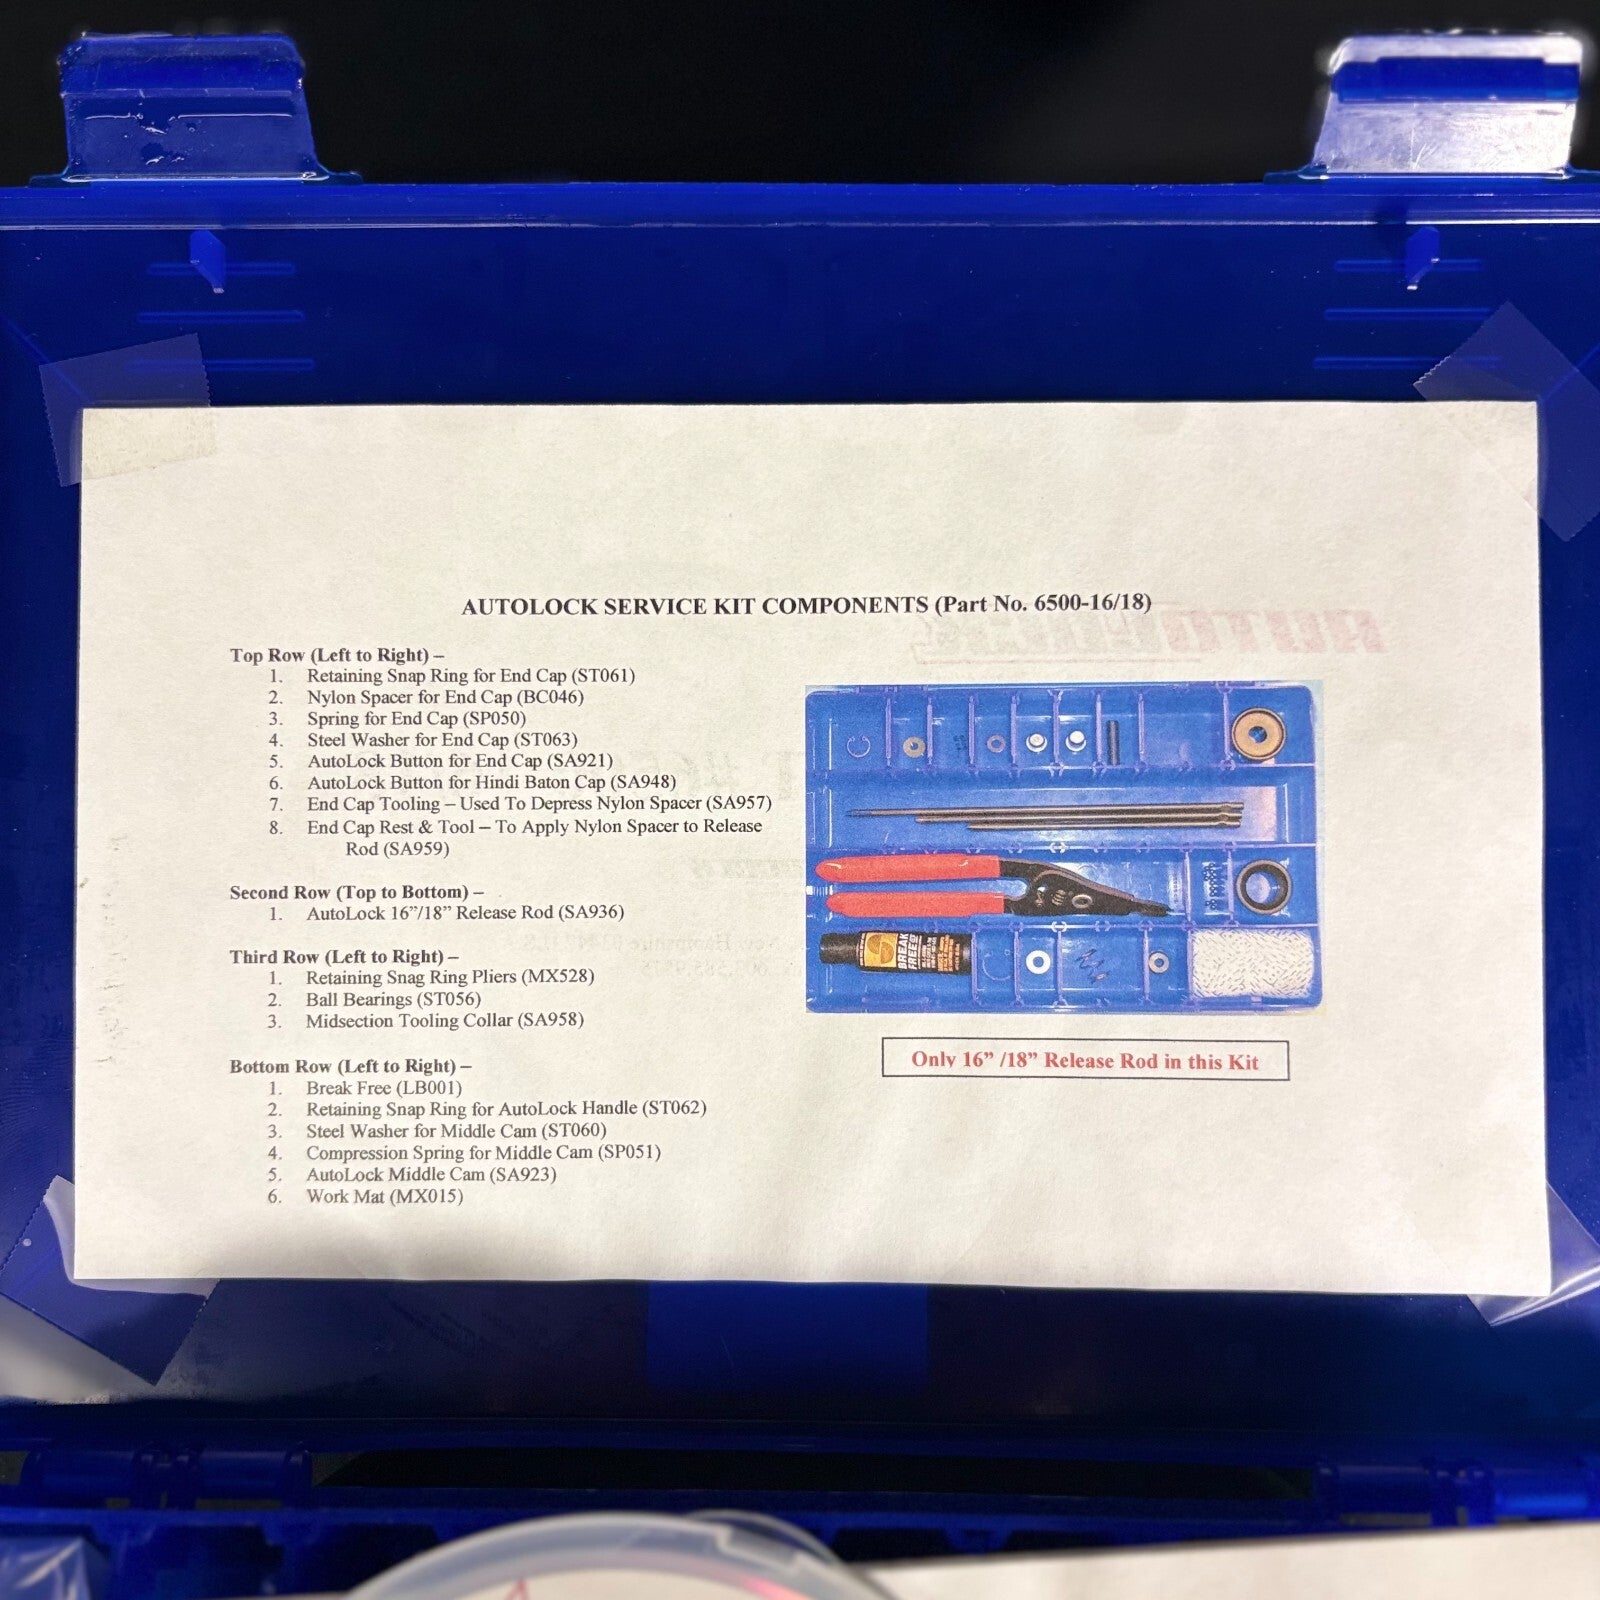 AUTOLOCK SERVICE KIT COMPONENTS (Part No. 6500-16/18)
Top Row (Left to Right) –
1. Retaining Snap Ring for End Cap (ST061)
2. Nylon Spacer for End Cap (BC046)
3. Spring for End Cap (SP050)
4. Steel Washer for End Cap (ST063)
5. AutoLock Button for End Cap (SA921)
6. AutoLock Button for Hindi Baton Cap (SA948)
7. End Cap Tooling – Used To Depress Nylon Spacer (SA957)
8. End Cap Rest & Tool – To Apply Nylon Spacer to Release
Rod (SA959)
Second Row (Top to Bottom) –
1. AutoLock 16”/18” Release Rod (SA936)
Third Row (Left to Right) –
1. Retaining Snag Ring Pliers (MX528)
2. Ball Bearings (ST056)
3. Midsection Tooling Collar (SA958)
Bottom Row (Left to Right) –
1. Break Free (LB001)
2. Retaining Snap Ring for AutoLock Handle (ST062)
3. Steel Washer for Middle Cam (ST060)
4. Compression Spring for Middle Cam (SP051)
5. AutoLock Middle Cam (SA923)
6. Work Mat (MX015)
BREAK
FREE
Only 16” /18” Release Rod in this Kit